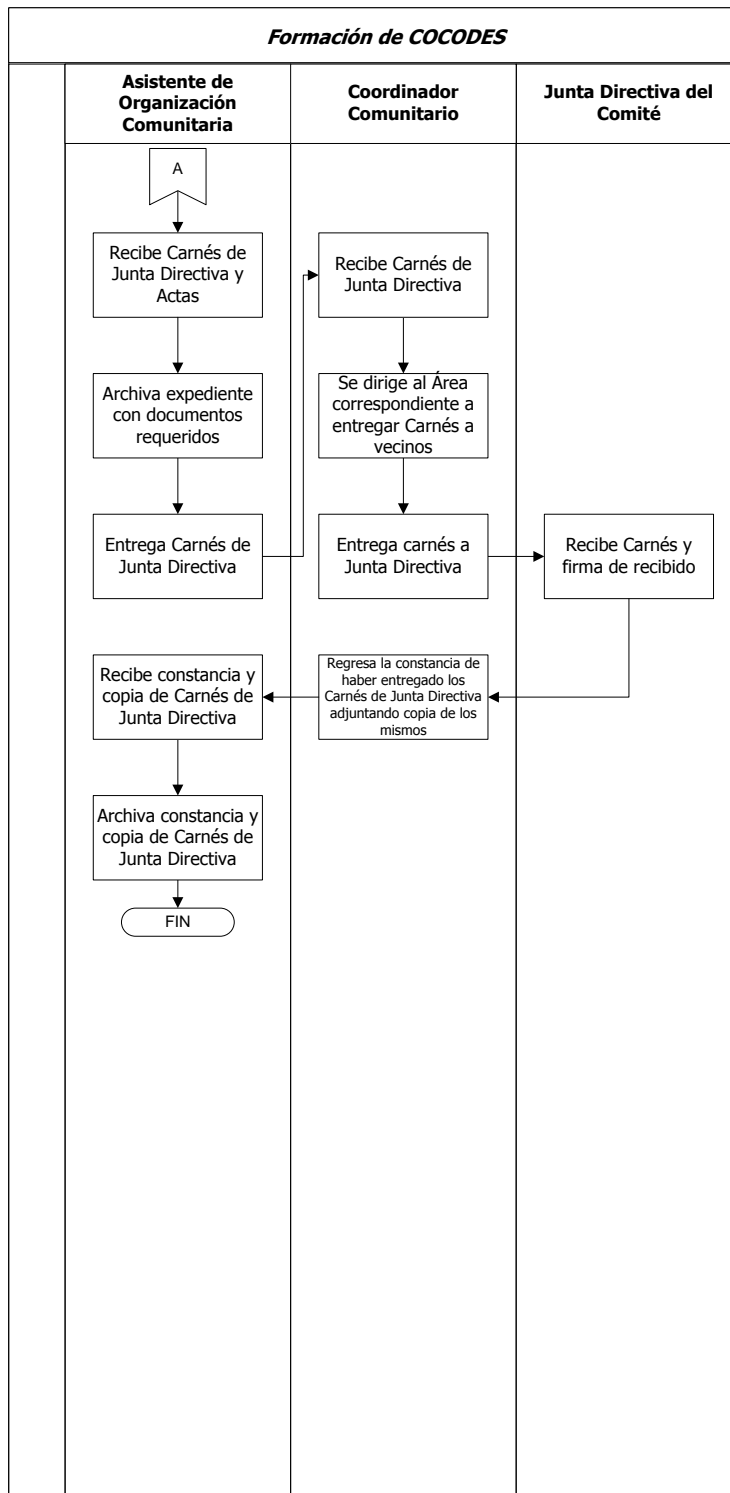 Formación de COCODES
Asistente de
Organización
Comunitaria
Coordinador
Comunitario
Junta Directiva del
Comité
A
Recibe Carnés de
Junta Directiva y
Actas
Archiva expediente
con documentos
requeridos
Entrega Carnés de
Junta Directiva
Recibe Carnés de
Junta Directiva
Se dirige al Área
correspondiente a
entregar Carnés a
vecinos
Entrega carnés a
Junta Directiva
Recibe Carnés y
firma de recibido
Regresa la constancia de
haber entregado los
Carnés de Junta Directiva
adjuntando copia de los
mismos
Recibe constancia y
copia de Carnés de
Junta Directiva
Archiva constancia y
copia de Carnés de
Junta Directiva
FIN